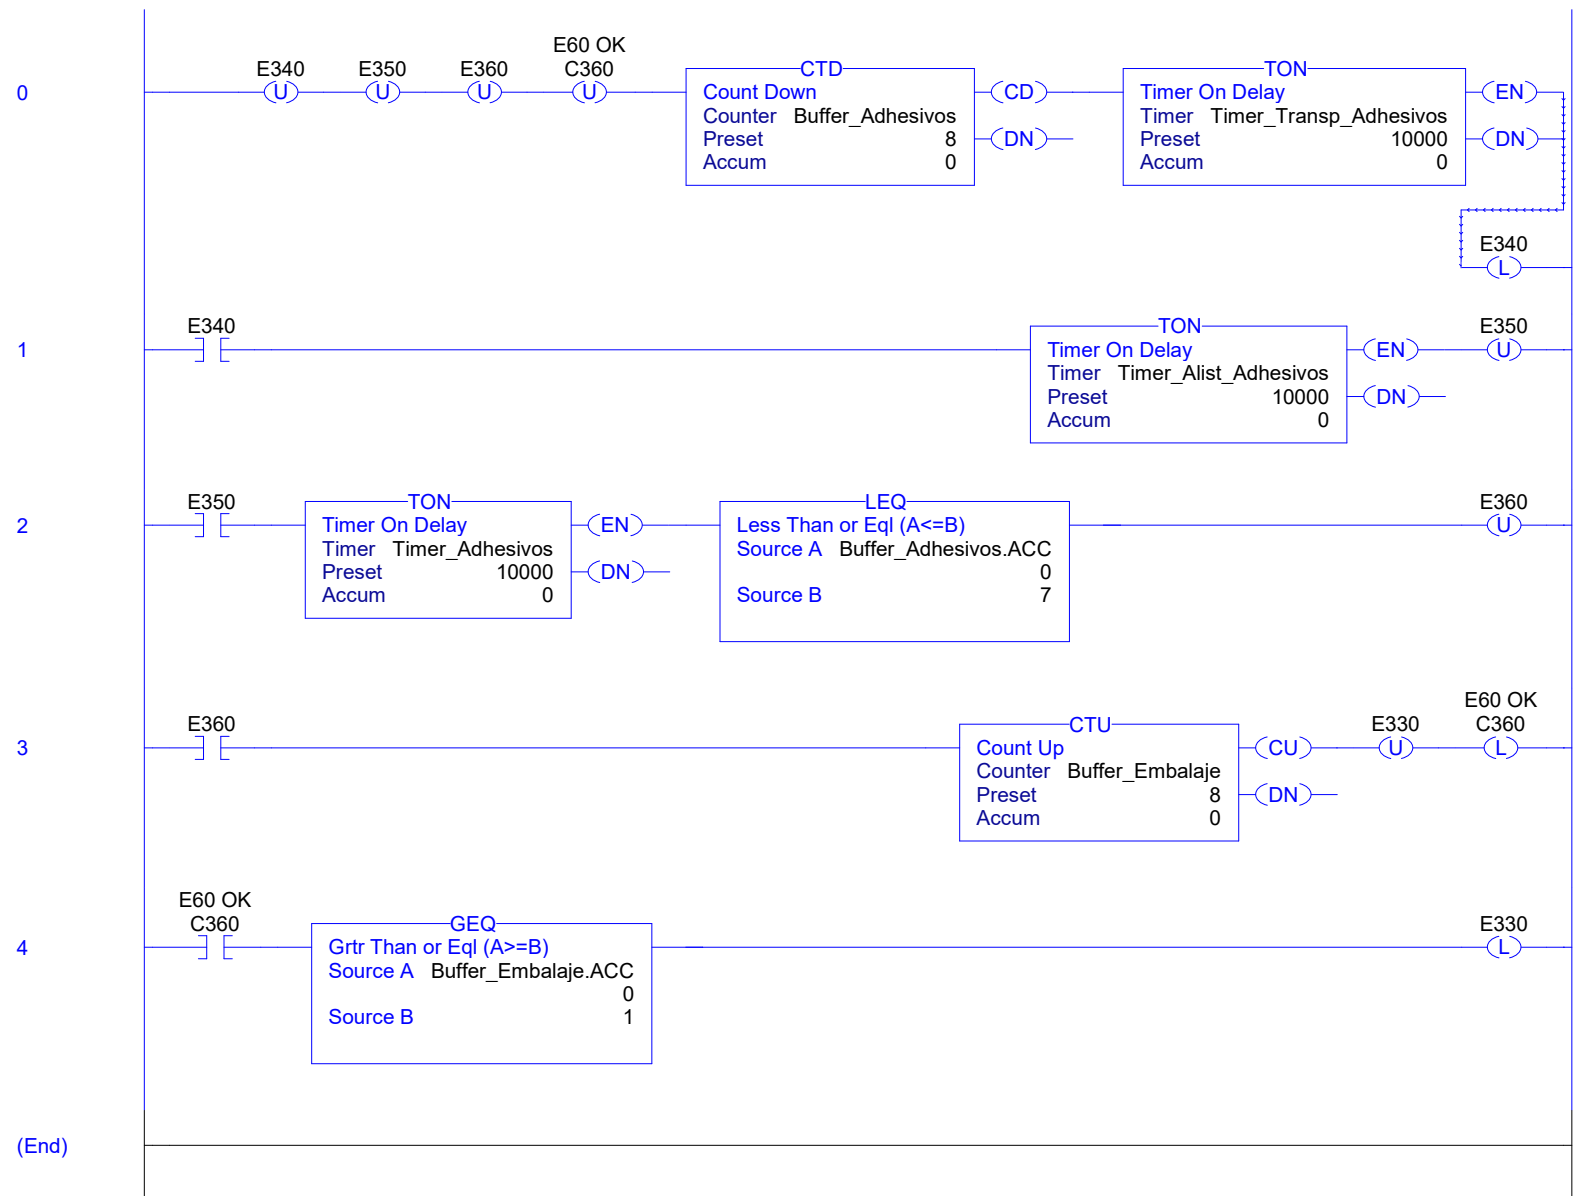 0
E340
U
E350
U
E360
U
E60 OK
C360
U
CTD
Count Down
Counter Buffer_Adhesivos
Preset 8
Accum 0
CD
DN
TON
Timer On Delay
Timer Timer_Transp_Adhesivos
Preset 10000
Accum 0
EN
DN
E340
L
1
E340
TON
Timer On Delay
Timer Timer_Alist_Adhesivos
Preset 10000
Accum 0
EN
DN
E350
U
2
E350
TON
Timer On Delay
Timer Timer_Adhesivos
Preset 10000
Accum 0
EN
DN
LEQ
Less Than or Eql (A<=B)
Source A Buffer_Adhesivos.ACC
0
Source B 7
E360
U
3
E360
CTU
Count Up
Counter Buffer_Embalaje
Preset 8
Accum 0
CU
DN
E330
U
E60 OK
C360
L
4
E60 OK
C360
GEQ
Grtr Than or Eql (A>=B)
Source A Buffer_Embalaje.ACC
0
Source B 1
E330
L
(End)